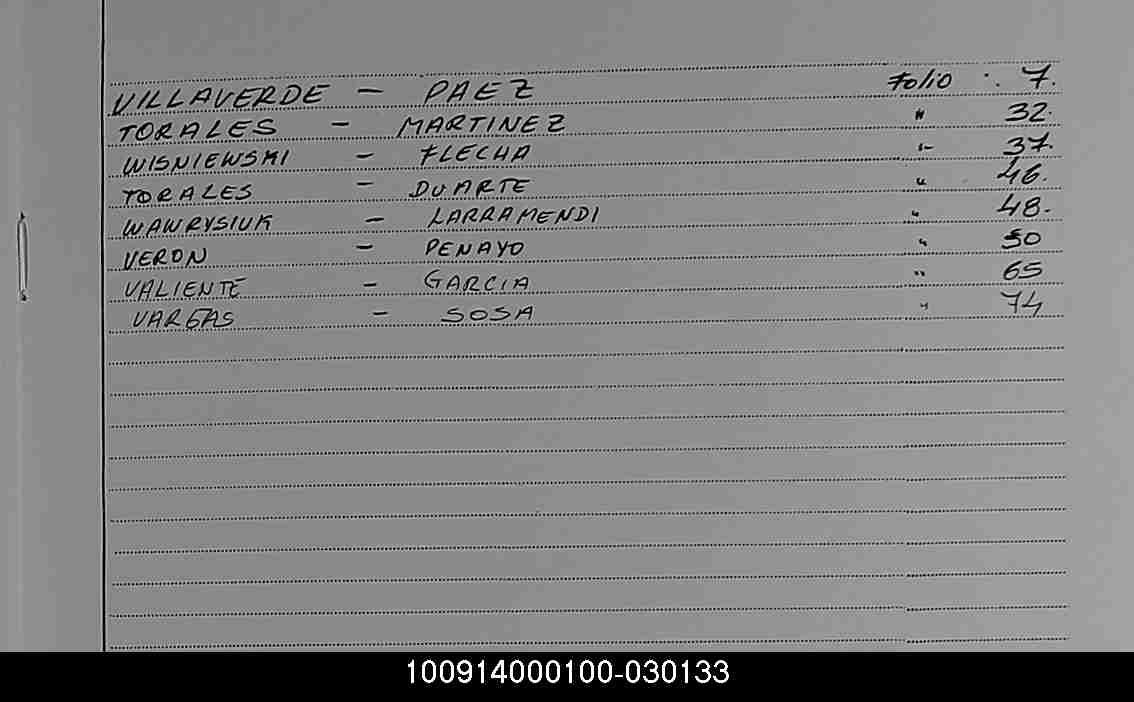 VILLAVERDE - PAEZ Folio . 7.
TORALES - MARTINEZ " 32.
WISNIEWSKI - FLECHA " 37.
TORALES - DUARTE " 46.
WAWRYSIUK - LARRAMENDI " 48.
VERON - PENAYO " 50
VALIENTE - GARCIA " 65
VARGAS - SOSA " 74
100914000100-030133